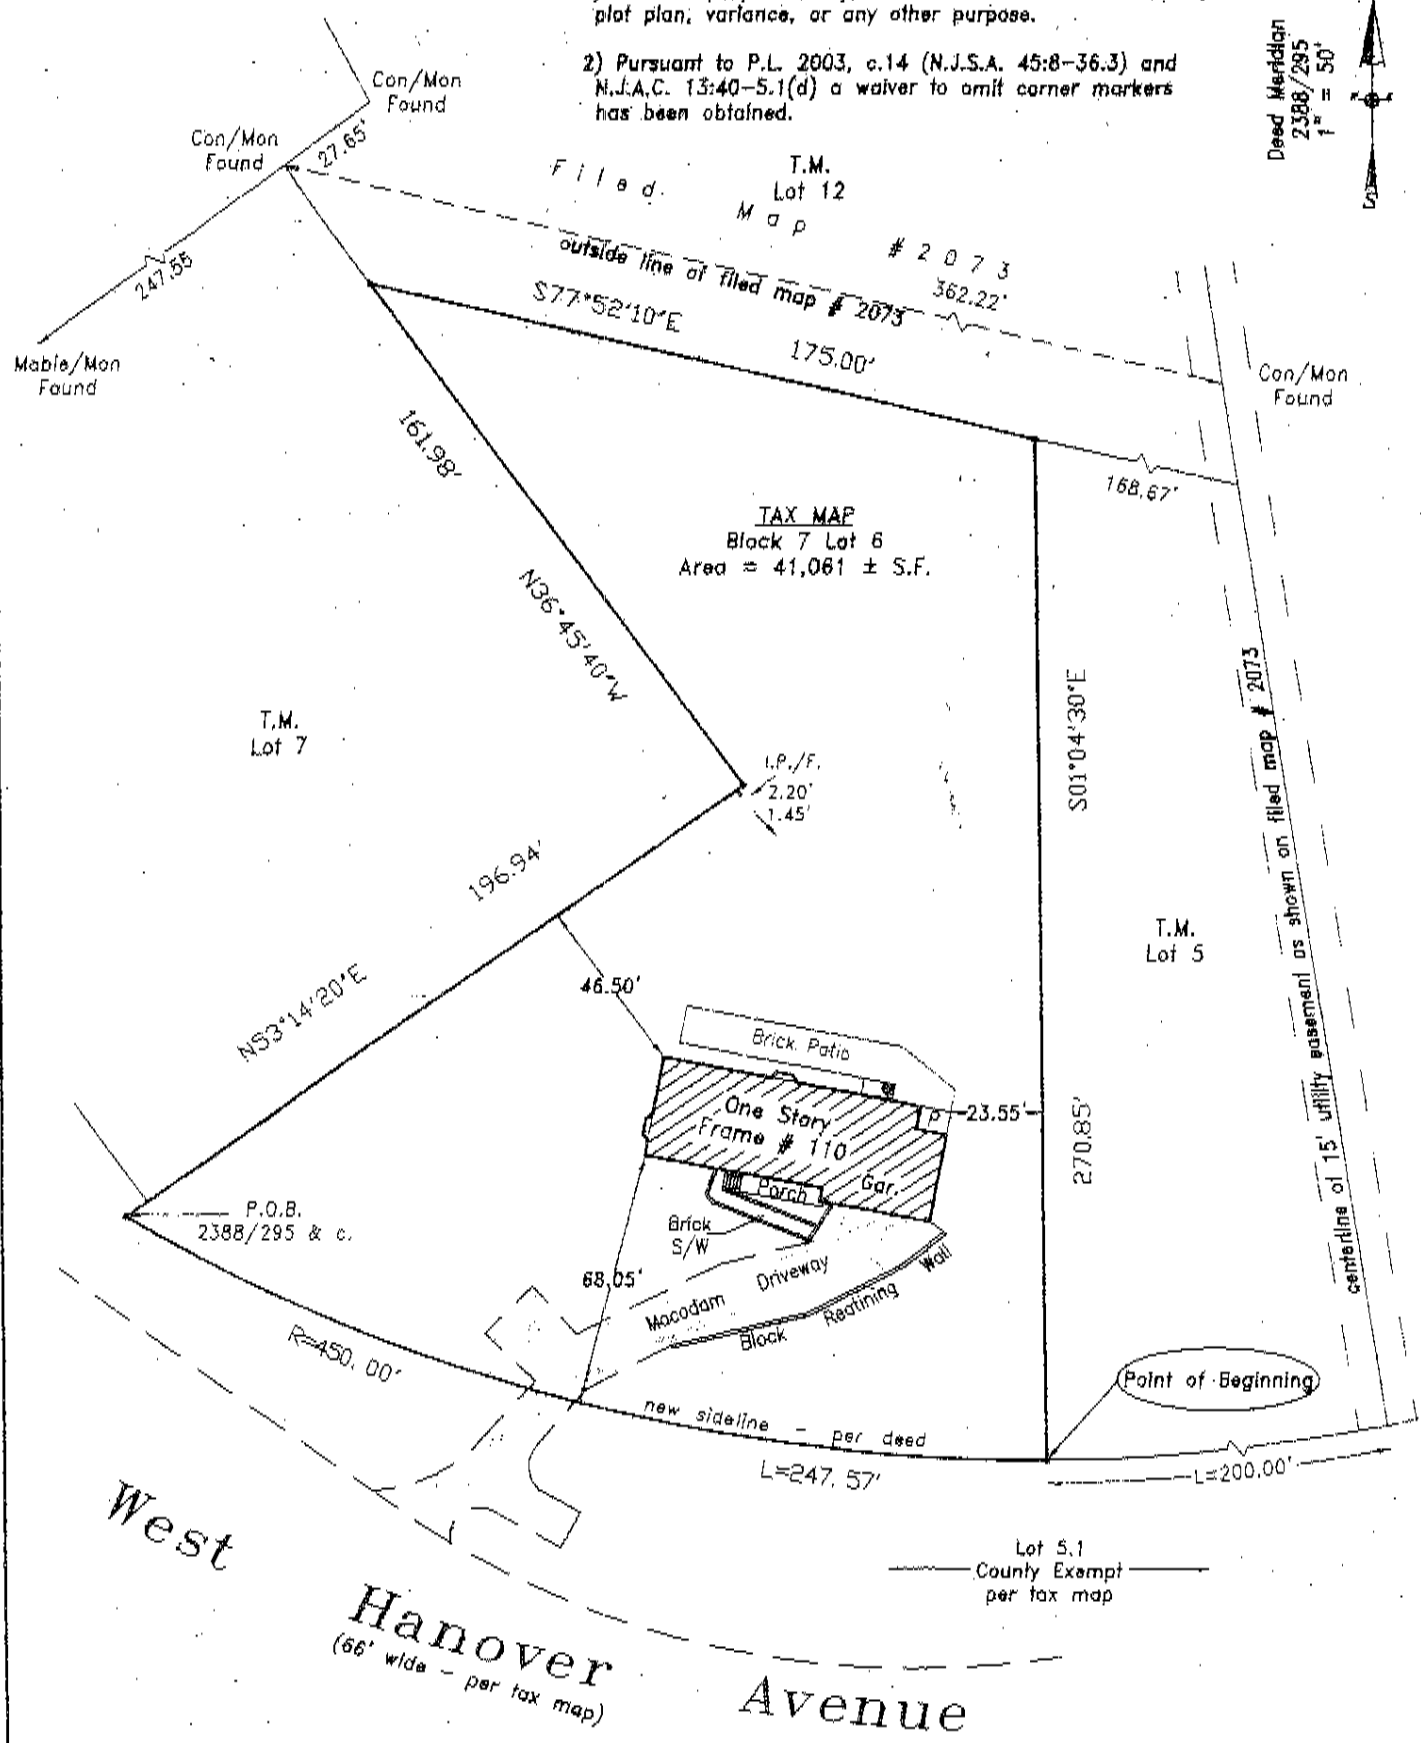 plot plan, variance, or any other purpose.
2) Pursuant to P.L. 2003, c.14 (N.J.S.A. 45:8-36.3) and
N.J.A.C. 13:40-5.1(d) a waiver to omit corner markers
has been obtained.
Deed Meridian
2388/295
1" = 50'
S
Con/Mon
Found
Con/Mon
Found
27.65'
247.55
Mable/Mon
Found
T.M.
Lot 12
Filed Map #2073
362.22'
outside line of filed map # 2073
S77°52'10"E
175.00'
Con/Mon
Found
168.67'
161.98'
N36°45'40"W
TAX MAP
Block 7 Lot 6
Area = 41,061 ± S.F.
T.M.
Lot 7
I.P./F.
2.20'
1.45'
S01°04'30"E
270.85'
centerline of 15' utility easement as shown on filed map # 2073
T.M.
Lot 5
196.94'
N53°14'20"E
46.50'
Brick Patio
One Story
Frame # 110
P
23.55'
Gar.
Porch
Brick
S/W
P.O.B.
2388/295 & c.
68.05'
Macadam Driveway
Block Reatining Wall
R=450.00'
new sideline - per deed
L=247.57'
Point of Beginning
L=200.00'
Lot 5.1
County Exempt
per tax map
West Hanover Avenue
(66' wide - per tax map)